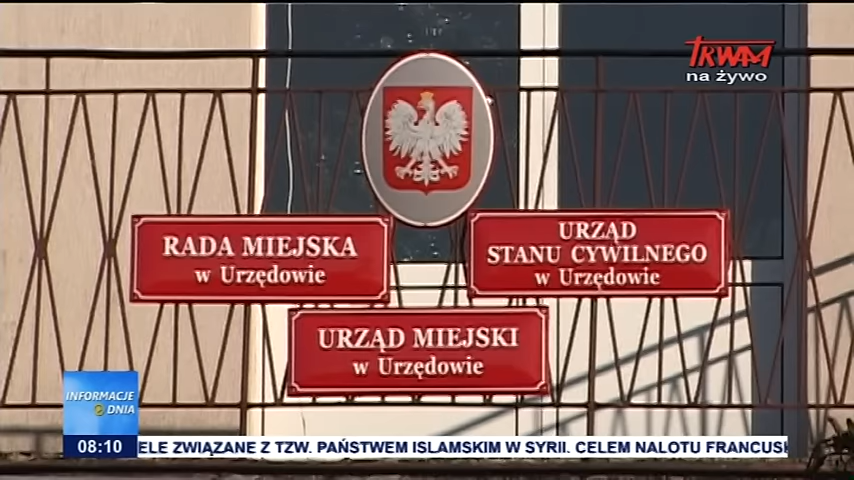 TRWAM
na żywo
RADA MIEJSKA
w Urzędowie
URZĄD
STANU CYWILNEGO
w Urzędowie
URZĄD MIEJSKI
w Urzędowie
INFORMACJE
DNIA
08:10
ELE ZWIĄZANE Z TZW. PAŃSTWEM ISLAMSKIM W SYRII. CELEM NALOTU FRANCUSK